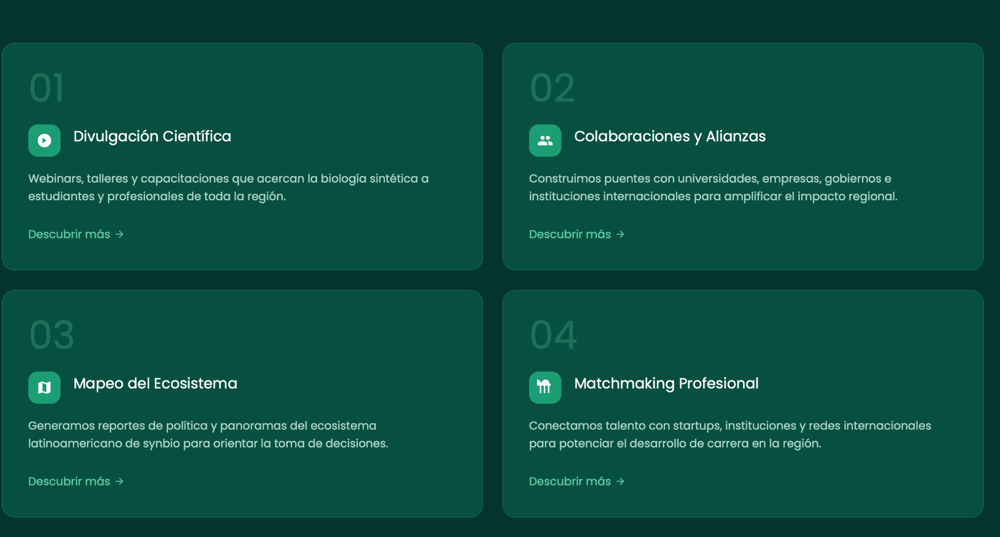 01
Divulgación Científica
Webinars, talleres y capacitaciones que acercan la biología sintética a
estudiantes y profesionales de toda la región.
Descubrir más →
02
Colaboraciones y Alianzas
Construimos puentes con universidades, empresas, gobiernos e
instituciones internacionales para amplificar el impacto regional.
Descubrir más →
03
Mapeo del Ecosistema
Generamos reportes de política y panoramas del ecosistema
latinoamericano de synbio para orientar la toma de decisiones.
Descubrir más →
04
Matchmaking Profesional
Conectamos talento con startups, instituciones y redes internacionales
para potenciar el desarrollo de carrera en la región.
Descubrir más →